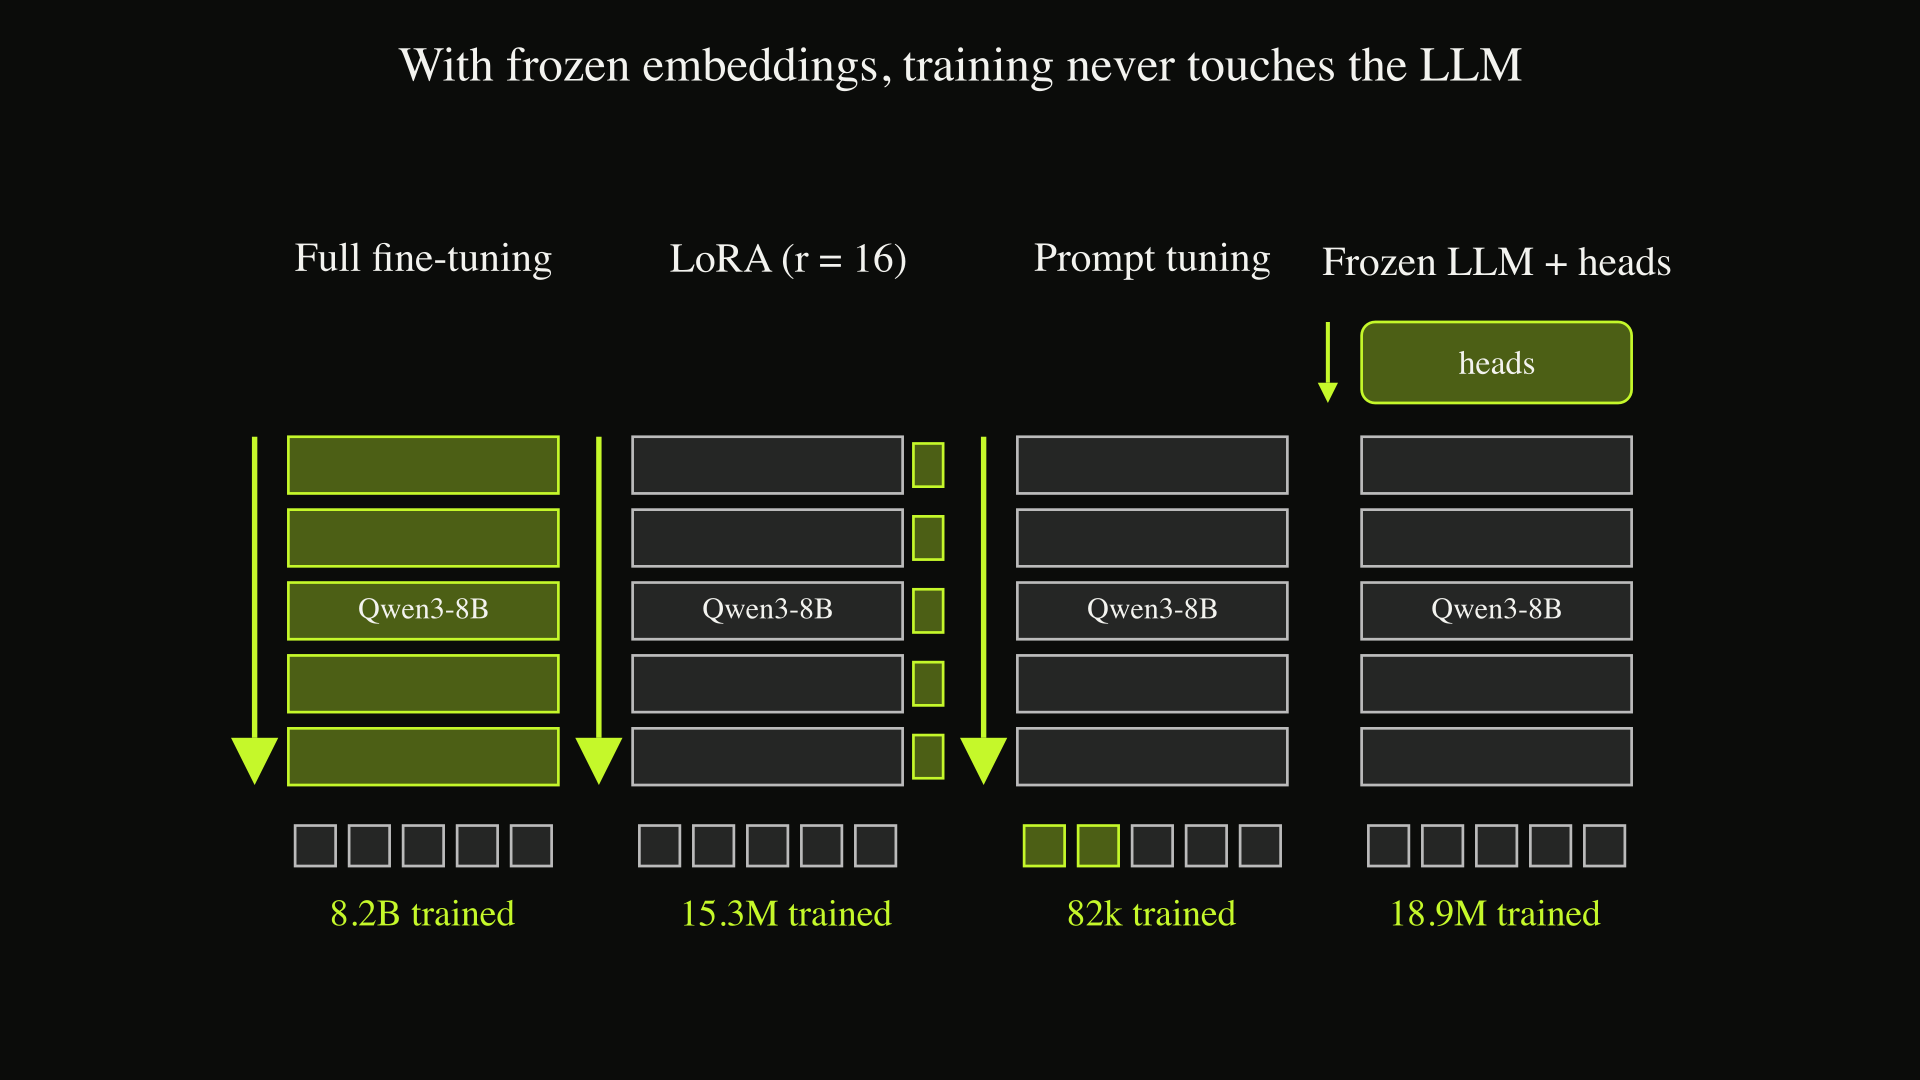 With frozen embeddings, training never touches the LLM
Full fine-tuning
LoRA (r = 16)
Prompt tuning
Frozen LLM + heads
heads
Qwen3-8B
Qwen3-8B
Qwen3-8B
Qwen3-8B
8.2B trained
15.3M trained
82k trained
18.9M trained